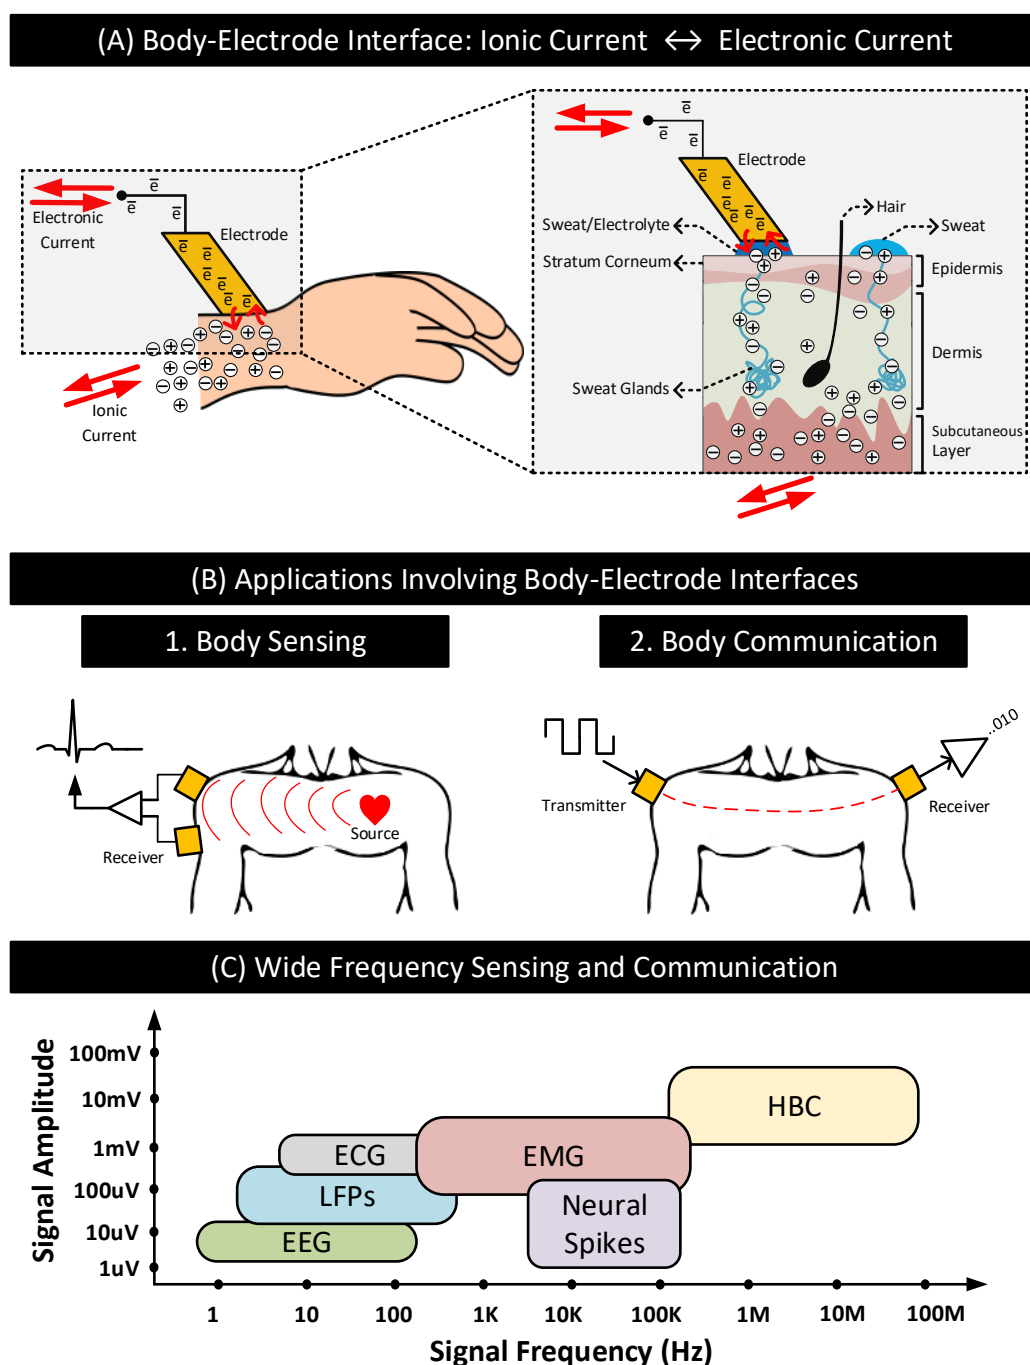 (A) Body-Electrode Interface: Ionic Current ↔ Electronic Current
e̅
e̅
e̅
Electronic
Current
Electrode
e̅
e̅
e̅
e̅
e̅
e̅
Ionic
Current
e̅
e̅
e̅
Electrode
e̅
e̅
e̅
e̅
e̅
e̅
Sweat/Electrolyte
Stratum Corneum
Hair
Sweat
Epidermis
Dermis
Sweat Glands
Subcutaneous
Layer
(B) Applications Involving Body-Electrode Interfaces
1. Body Sensing
Receiver
Source
2. Body Communication
Transmitter
..010
Receiver
(C) Wide Frequency Sensing and Communication
Signal Amplitude
100mV
10mV
1mV
100uV
10uV
1uV
HBC
ECG
EMG
LFPs
Neural
Spikes
EEG
1 10 100 1K 10K 100K 1M 10M 100M
Signal Frequency (Hz)